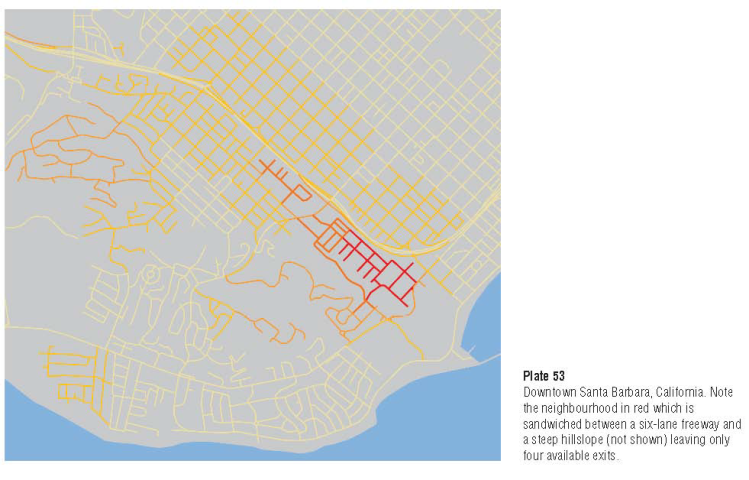 Plate 53
Downtown Santa Barbara, California. Note
the neighbourhood in red which is
sandwiched between a six-lane freeway and
a steep hillslope (not shown) leaving only
four available exits.